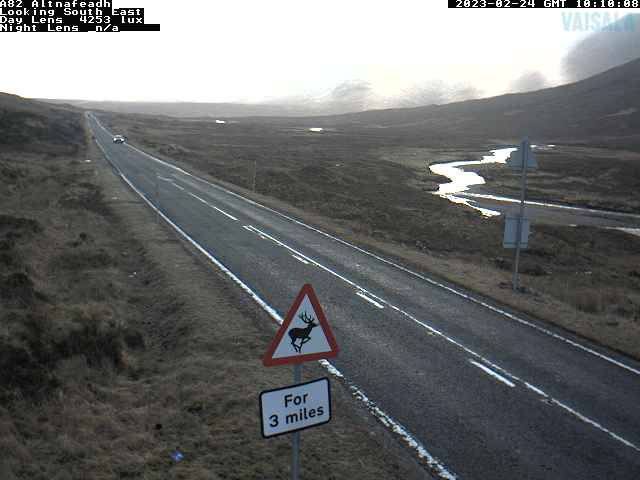 A82 Altnafeadh
Looking South East
Day Lens 4253 lux
Night Lens n/a
2023-02-24 GMT 10:10:08
VAISALA
For
3 miles